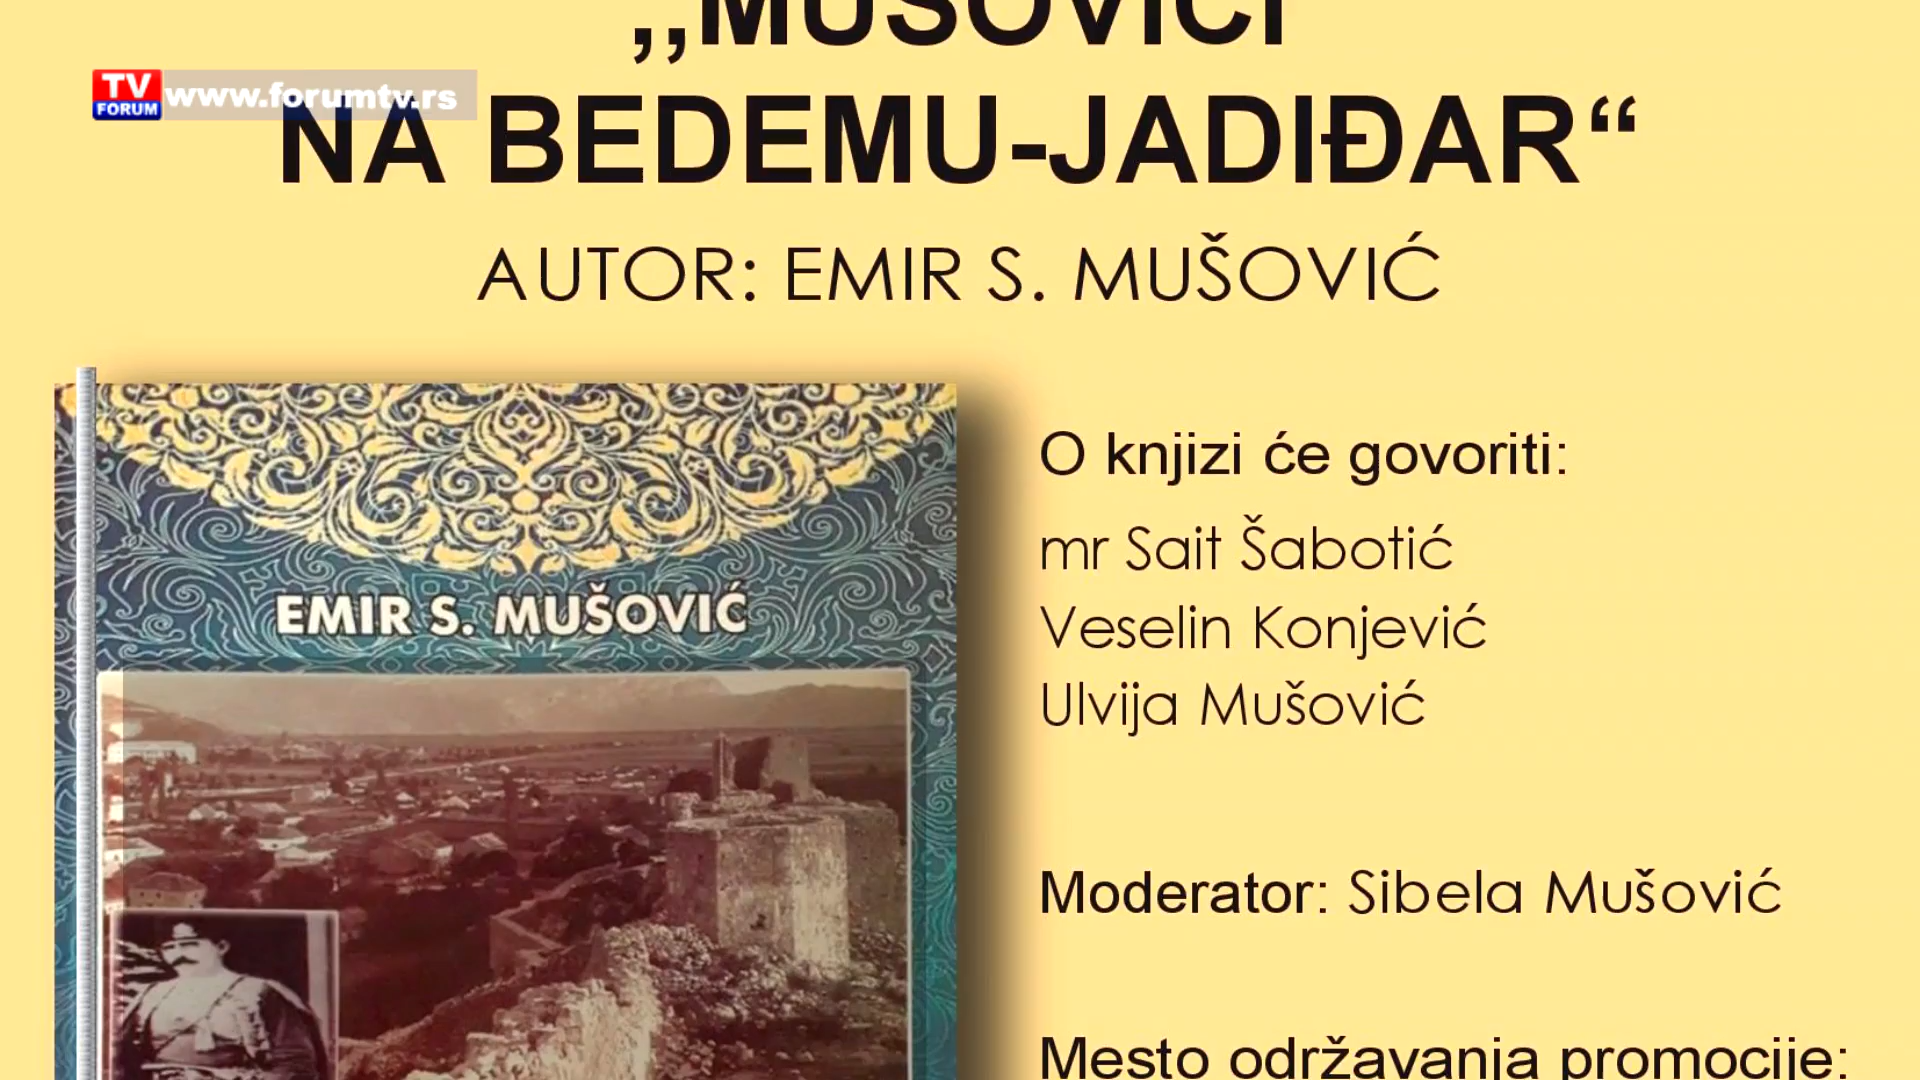 „MUŠOVIĆI
NA BEDEMU-JADIĐAR“
TV
FORUM
www.forumtv.rs
AUTOR: EMIR S. MUŠOVIĆ
EMIR S. MUŠOVIĆ
O knjizi će govoriti:
mr Sait Šabotić
Veselin Konjević
Ulvija Mušović
Moderator: Sibela Mušović
Mesto održavanja promocije: